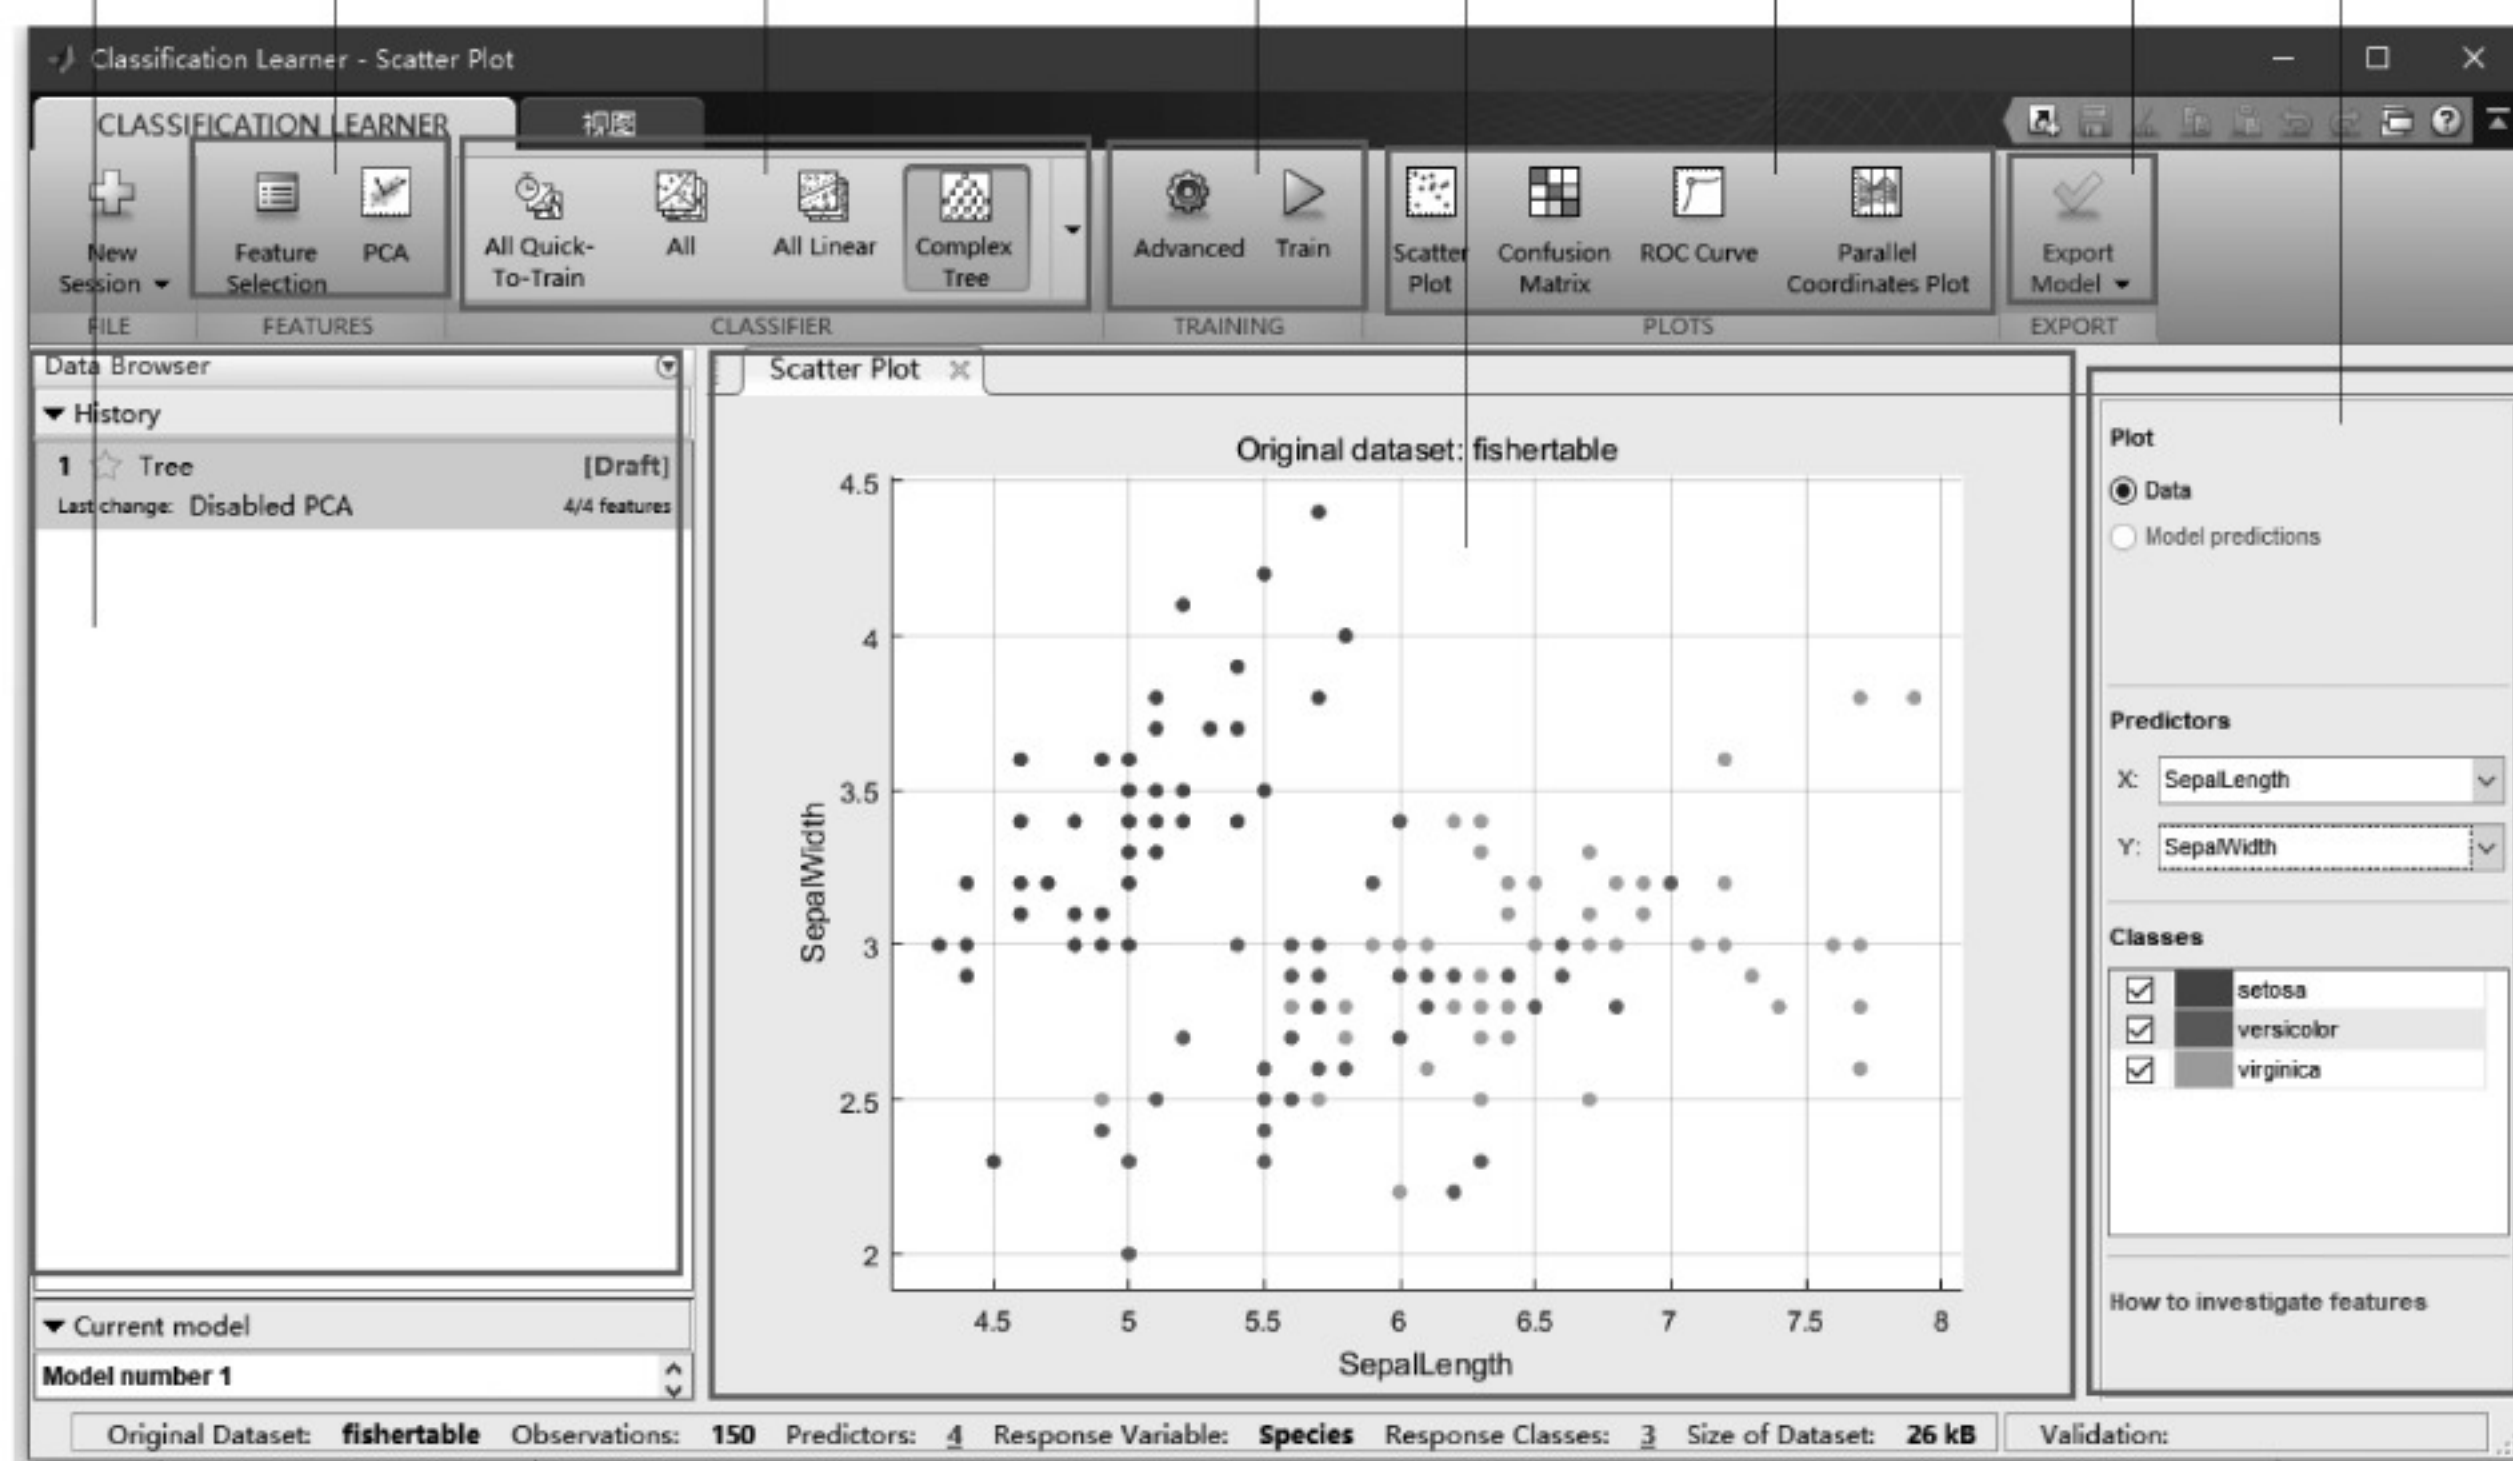 Classification Learner - Scatter Plot
CLASSIFICATION LEARNER
视图
New
Session
Feature
Selection
PCA
All Quick-
To-Train
All
All Linear
Complex
Tree
Advanced
Train
Scatter
Plot
Confusion
Matrix
ROC Curve
Parallel
Coordinates Plot
Export
Model
FILE
FEATURES
CLASSIFIER
TRAINING
PLOTS
EXPORT
Data Browser
History
1 Tree [Draft]
Last change: Disabled PCA 4/4 features
Current model
Model number 1
Scatter Plot
Original dataset: fishertable
4.5
4
3.5
3
2.5
2
SepalWidth
4.5 5 5.5 6 6.5 7 7.5 8
SepalLength
Plot
Data
Model predictions
Predictors
X: SepalLength
Y: SepalWidth
Classes
setosa
versicolor
virginica
How to investigate features
Original Dataset: fishertable Observations: 150 Predictors: 4 Response Variable: Species Response Classes: 3 Size of Dataset: 26 kB Validation: